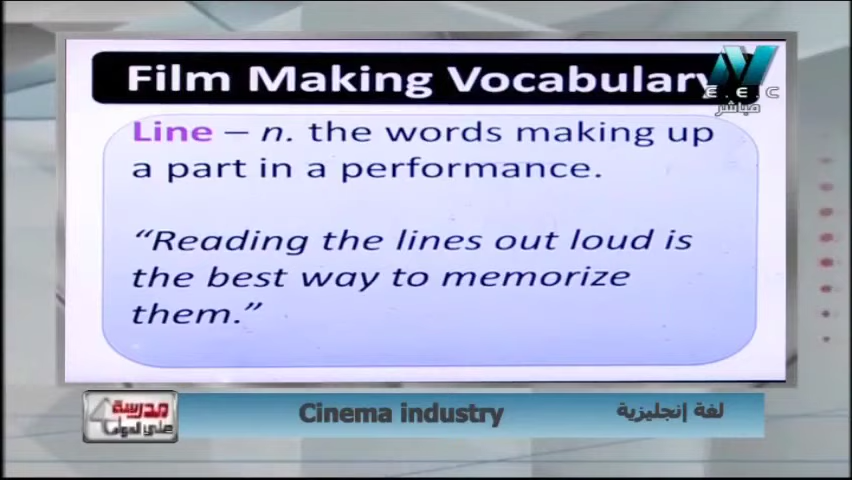 Film Making Vocabulary
E.E.C
مباشر
Line – n. the words making up
a part in a performance.
“Reading the lines out loud is
the best way to memorize
them.”
مدرسة
على الهواء
Cinema industry
لغة إنجليزية